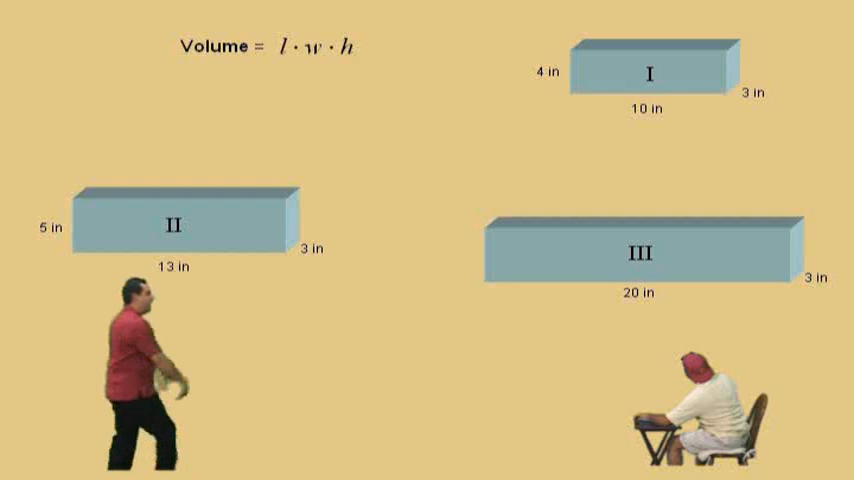 Volume = l · w · h
4 in
I
3 in
10 in
5 in
II
3 in
13 in
III
3 in
20 in